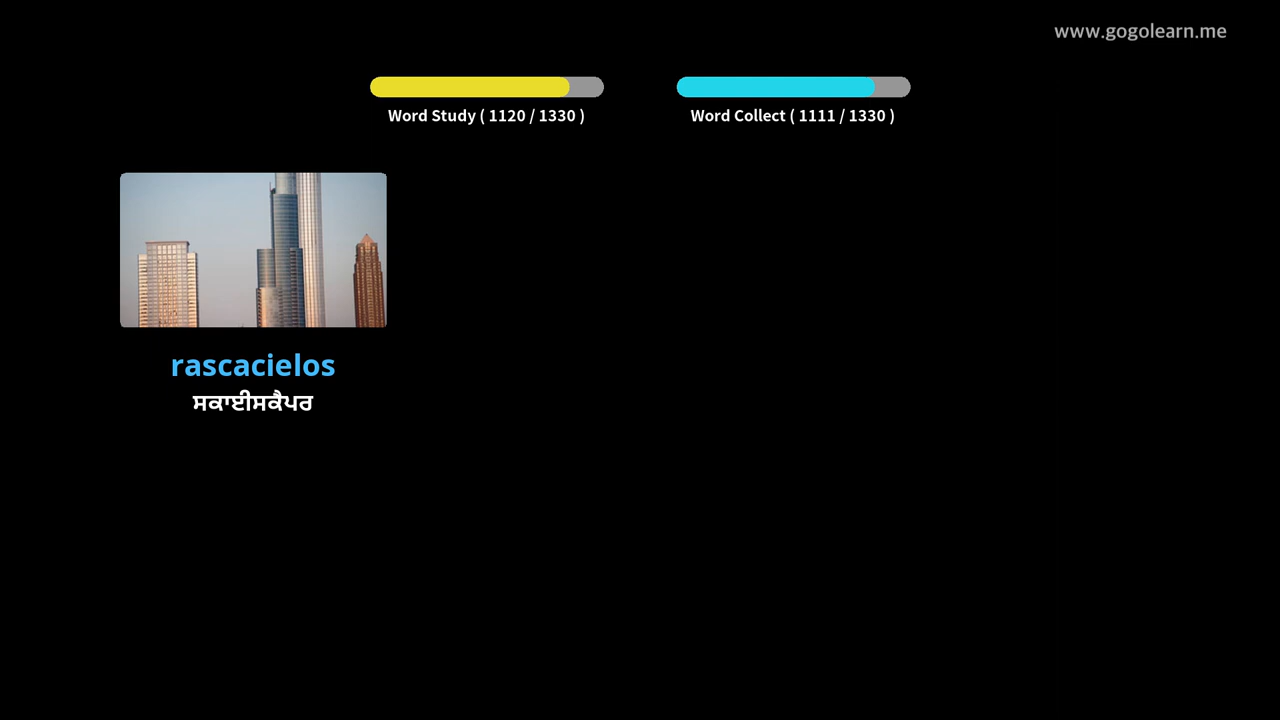 www.gogolearn.me
Word Study ( 1120 / 1330 )
Word Collect ( 1111 / 1330 )
rascacielos
ਸਕਾਈਸਕੈਪਰ